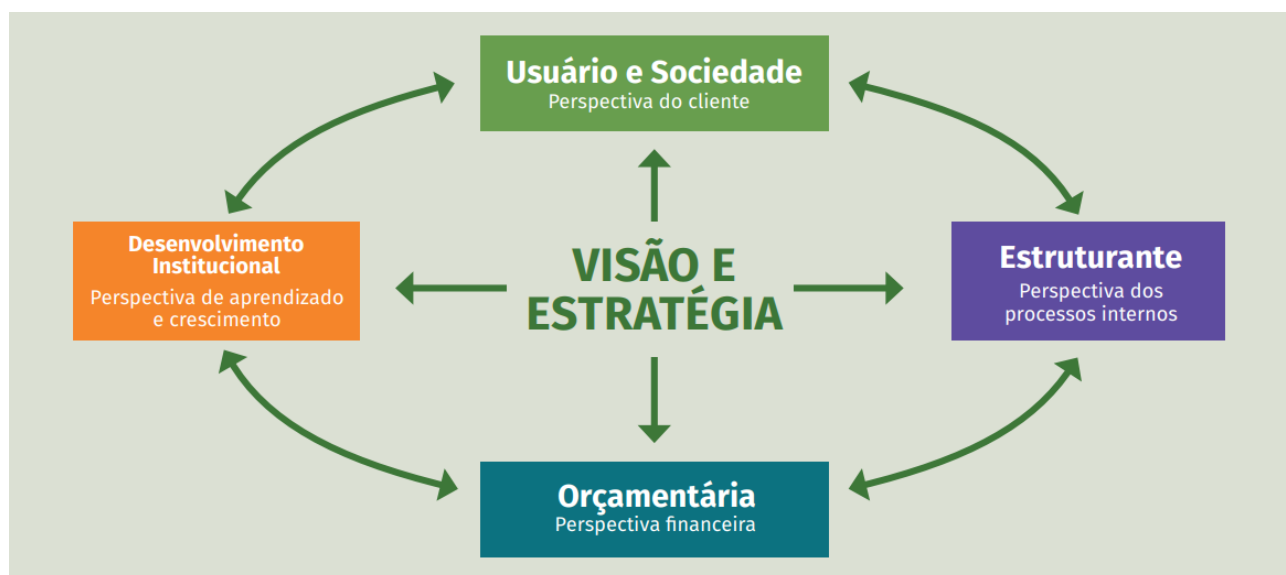 Usuário e Sociedade
Perspectiva do cliente
Desenvolvimento
Institucional
Perspectiva de aprendizado
e crescimento
VISÃO E
ESTRATÉGIA
Estruturante
Perspectiva dos
processos internos
Orçamentária
Perspectiva financeira